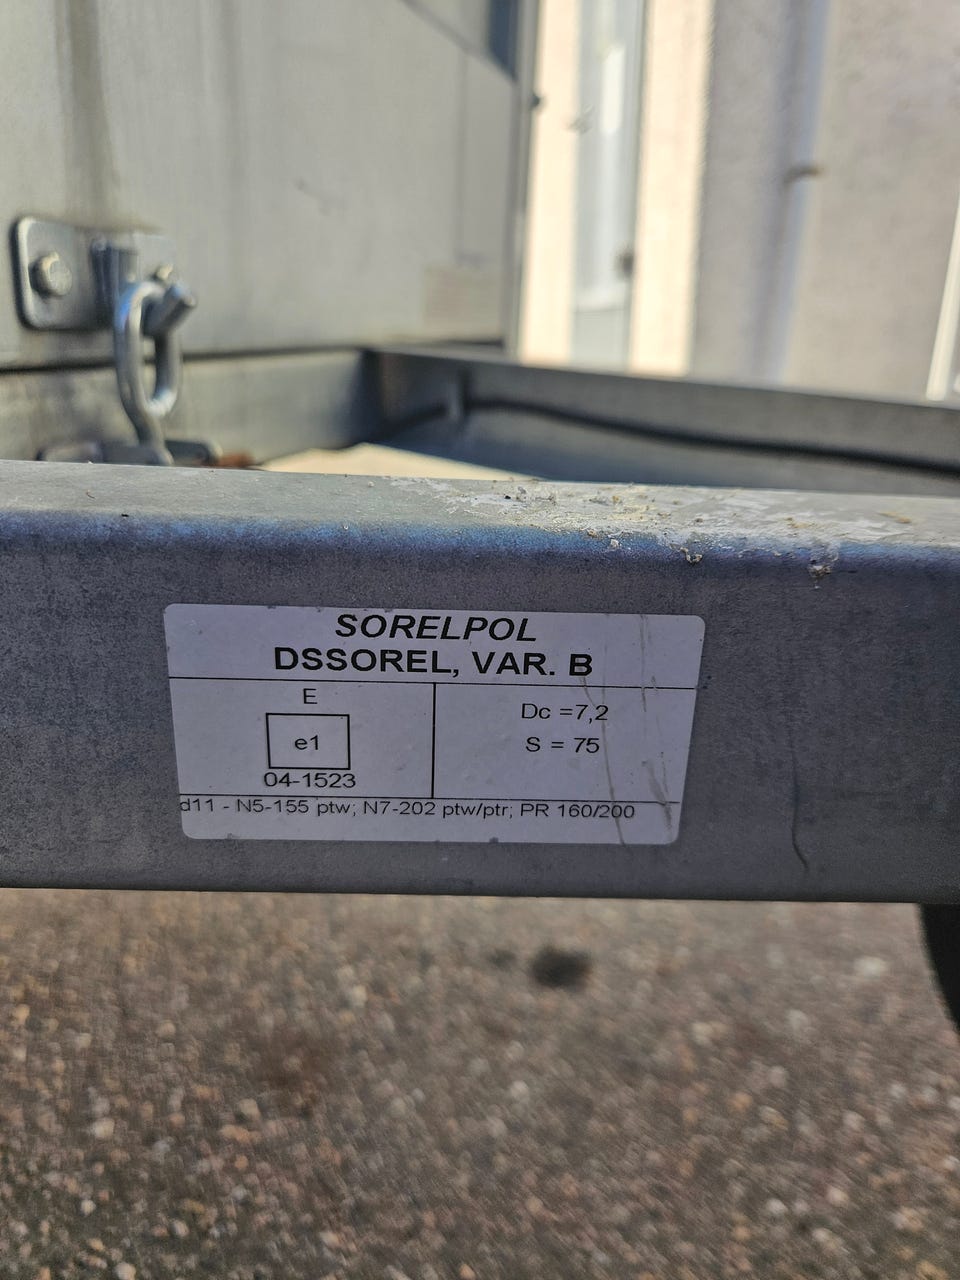 SORELPOL
DSSOREL, VAR. B
E
e1
04-1523
Dc =7,2
S = 75
d11 - N5-155 ptw; N7-202 ptw/ptr; PR 160/200